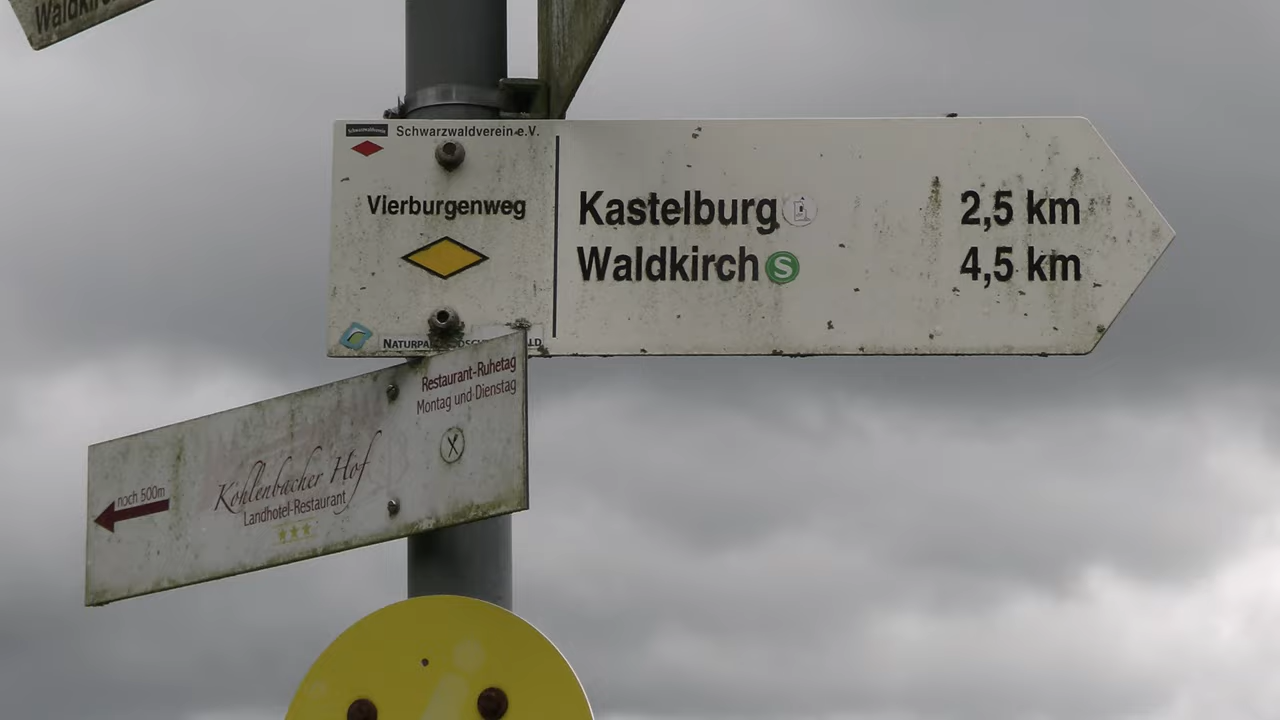 Waldkirch
Schwarzwaldverein e.V.
Vierburgenweg
Kastelburg 2,5 km
Waldkirch S 4,5 km
Restaurant-Ruhetag
Montag und Dienstag
noch 500m
Kohlenbacher Hof
Landhotel-Restaurant